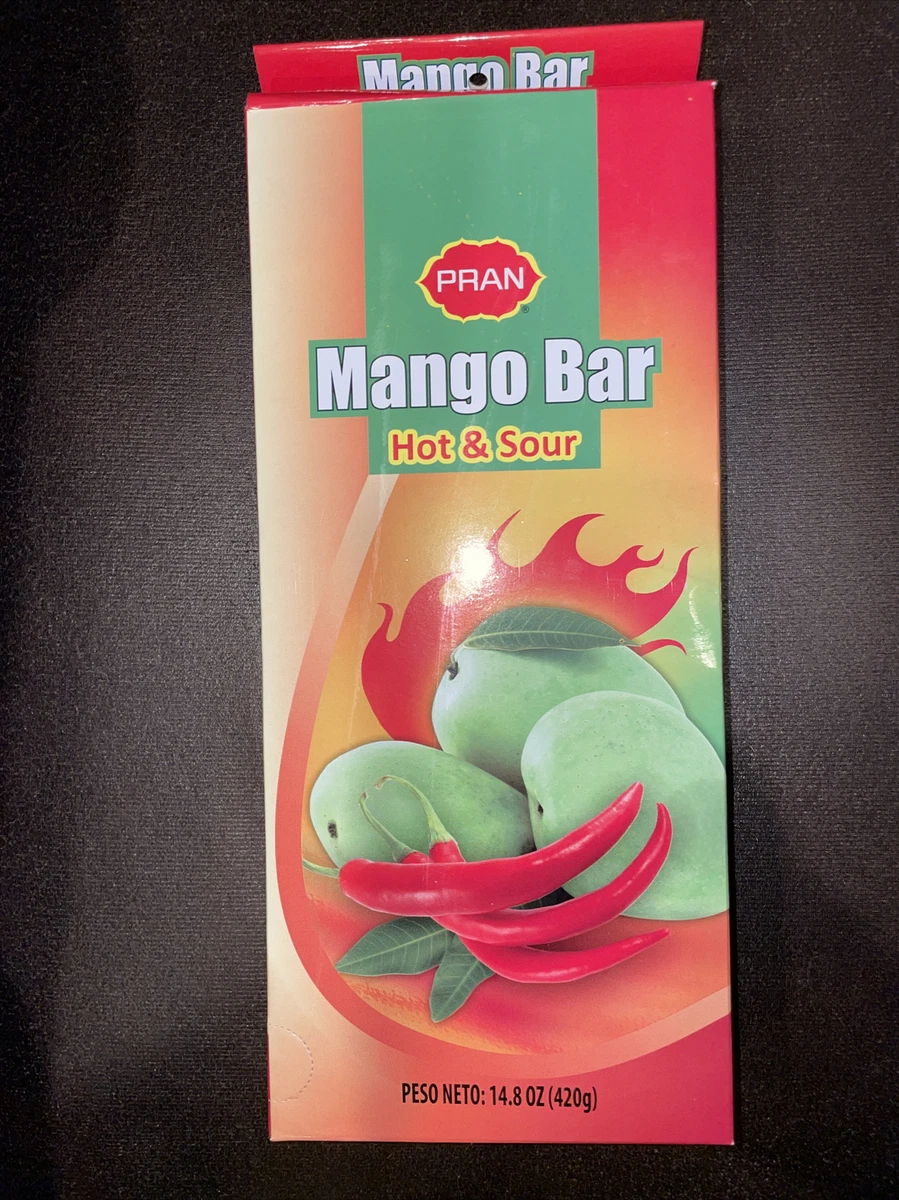 Mango Bar
PRAN
®
Mango Bar
Hot & Sour
PESO NETO: 14.8 OZ (420g)